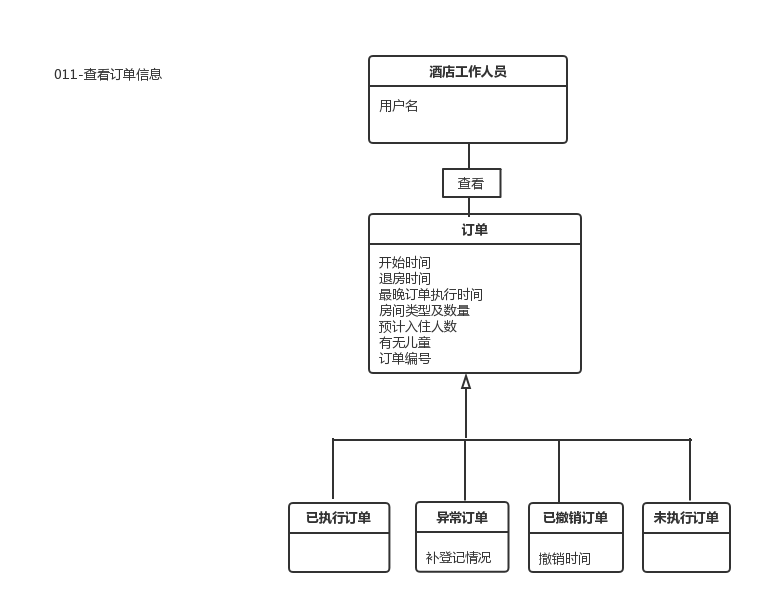 011-查看订单信息
酒店工作人员
用户名
查看
订单
开始时间
退房时间
最晚订单执行时间
房间类型及数量
预计入住人数
有无儿童
订单编号
已执行订单
异常订单
已撤销订单
未执行订单
补登记情况
撤销时间